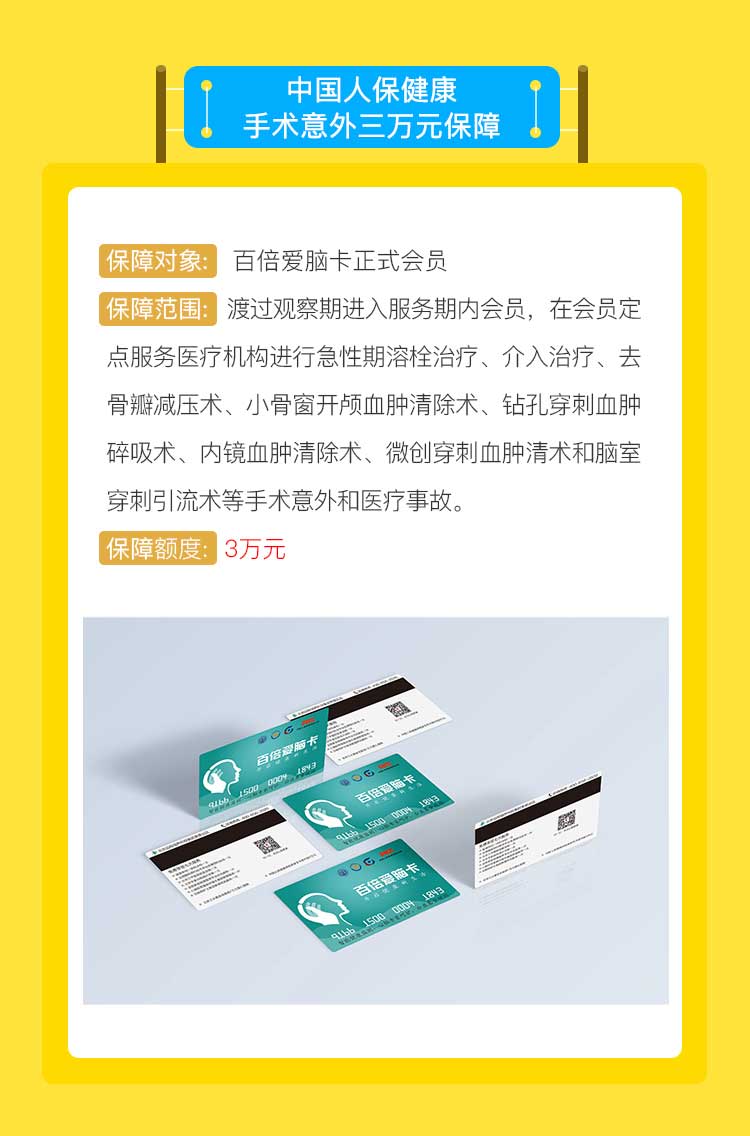 中国人保健康
手术意外三万元保障
保障对象: 百倍爱脑卡正式会员
保障范围: 渡过观察期进入服务期内会员，在会员定
点服务医疗机构进行急性期溶栓治疗、介入治疗、去
骨瓣减压术、小骨窗开颅血肿清除术、钻孔穿刺血肿
碎吸术、内镜血肿清除术、微创穿刺血肿清术和脑室
穿刺引流术等手术意外和医疗事故。
保障额度: 3万元
百倍爱脑卡
9166 1500 0004 1843
百倍爱脑卡
9166 1500 0004 1843
百倍爱脑卡
9166 1500 0004 1843